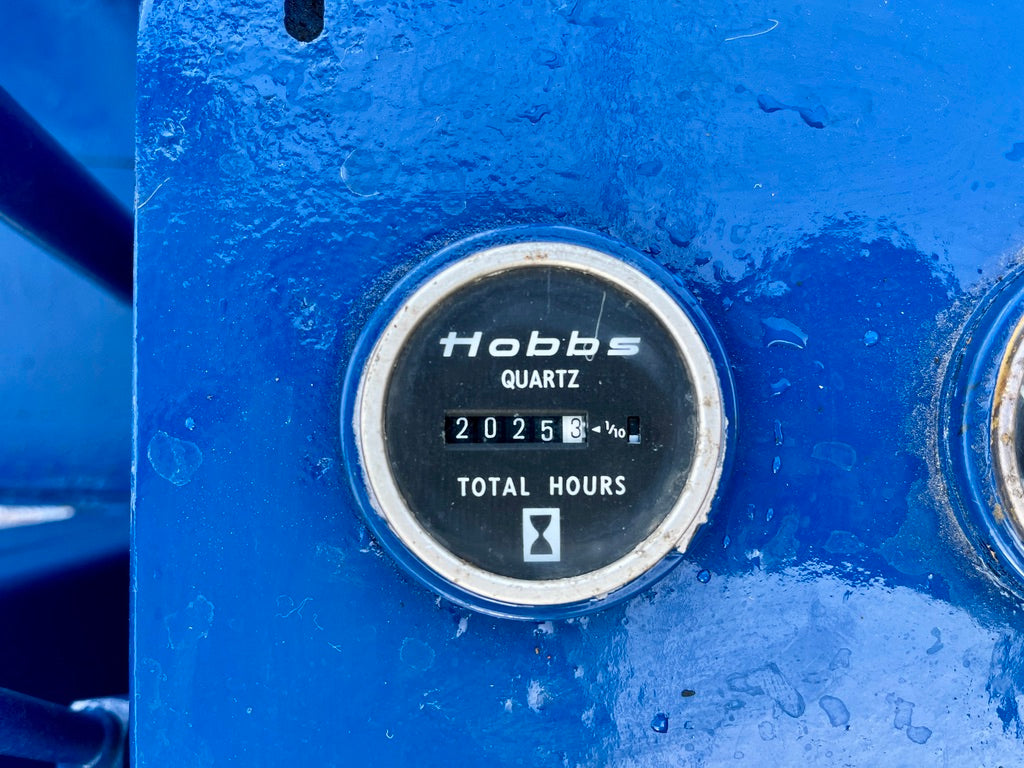 Hobbs
QUARTZ
20253 ◄ 1/10
TOTAL HOURS